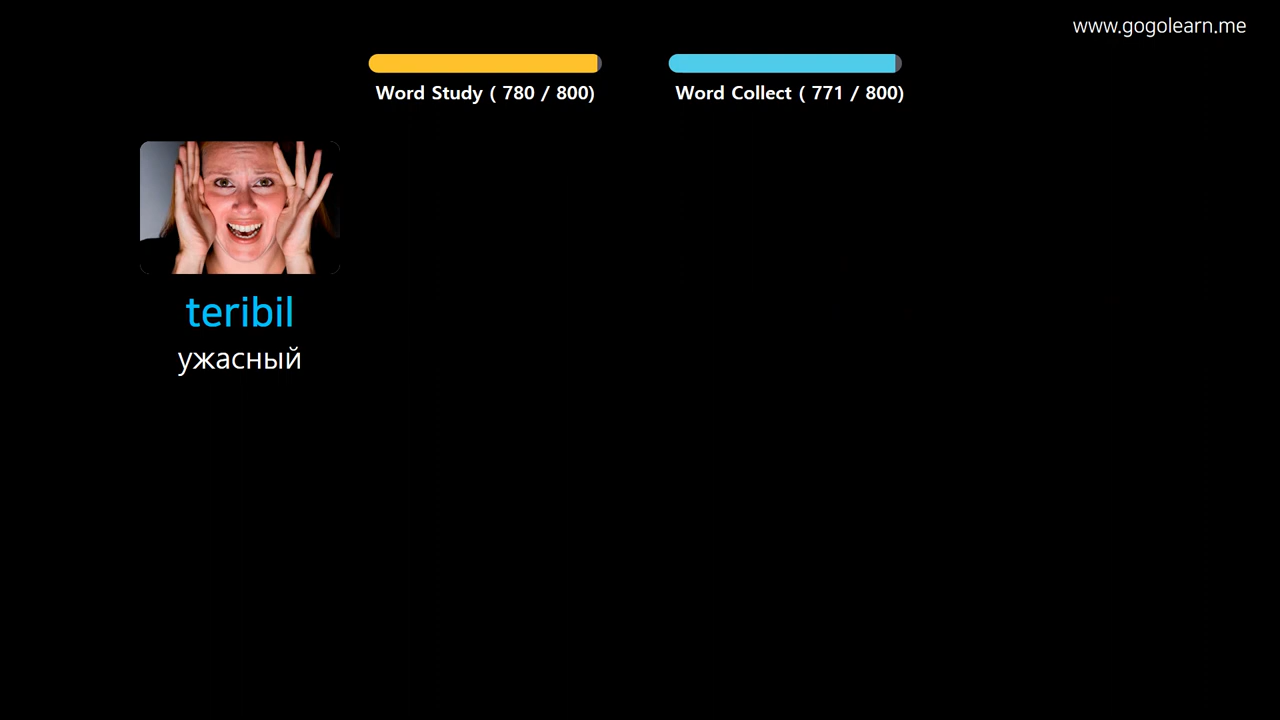 www.gogolearn.me
Word Study ( 780 / 800)
Word Collect ( 771 / 800)
teribil
ужасный